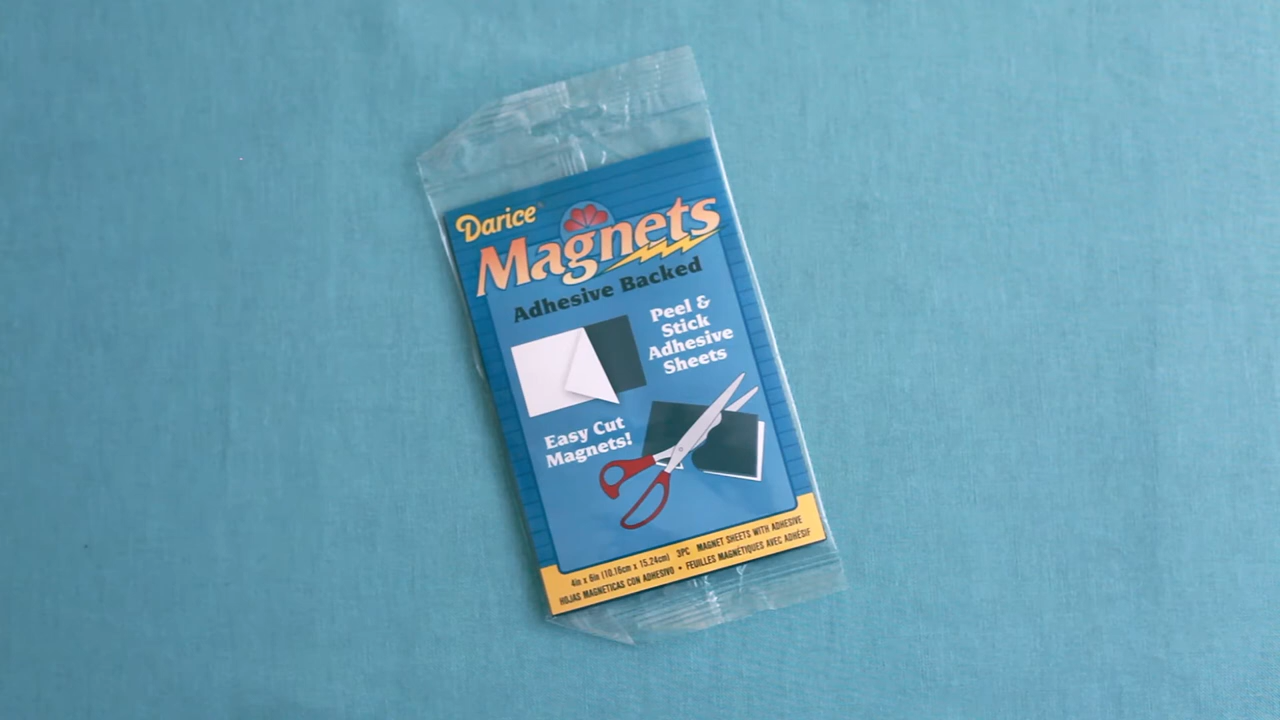 Darice
Magnets
Adhesive Backed
Peel &
Stick
Adhesive
Sheets
Easy Cut
Magnets!
4in x 6in (10.16cm x 15.24cm) 3PC MAGNET SHEETS WITH ADHESIVE
HOJAS MAGNETICAS CON ADHESIVO • FEUILLES MAGNÉTIQUES AVEC ADHÉSIF